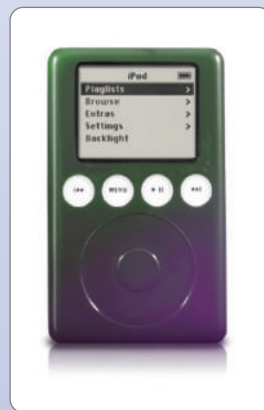 iPod
Playlists >
Browse >
Extras >
Settings >
Backlight
MENU